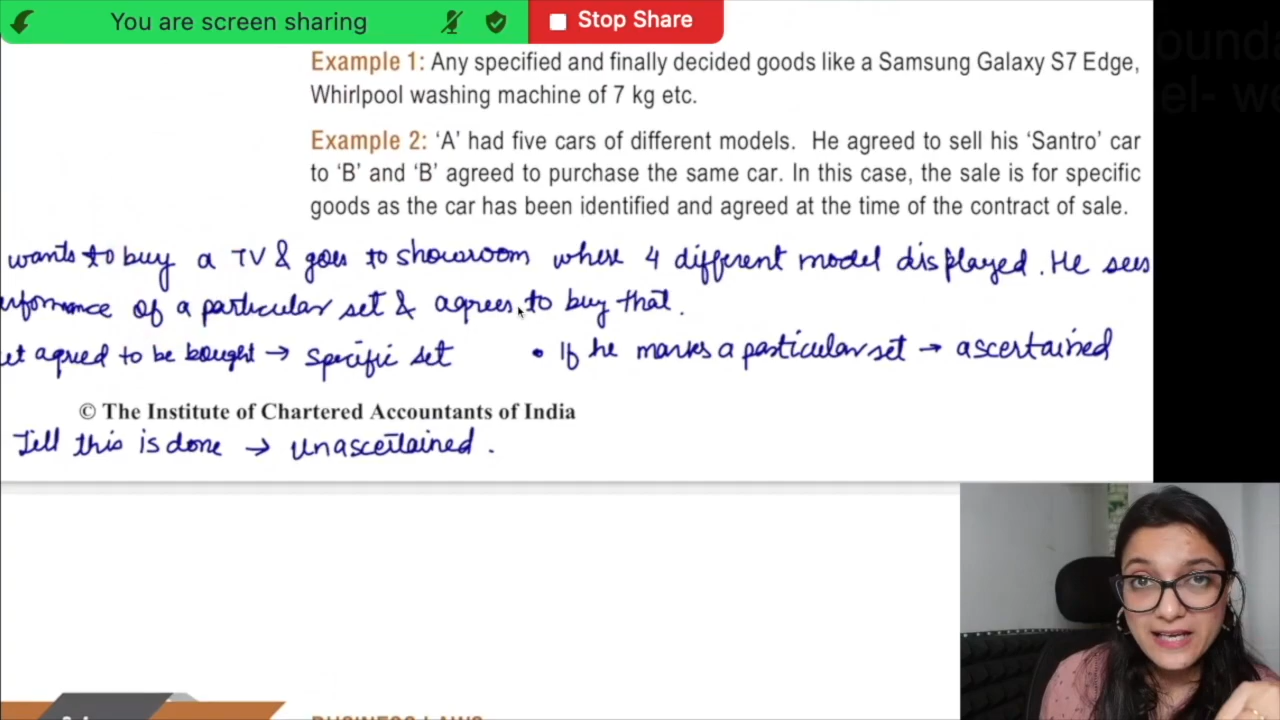 You are screen sharing
Stop Share
Example 1: Any specified and finally decided goods like a Samsung Galaxy S7 Edge,
Whirlpool washing machine of 7 kg etc.
Example 2: ‘A’ had five cars of different models. He agreed to sell his ‘Santro’ car
to ‘B’ and ‘B’ agreed to purchase the same car. In this case, the sale is for specific
goods as the car has been identified and agreed at the time of the contract of sale.
wants to buy a TV & goes to showroom where 4 different model displayed. He sees
of a particular set & agrees to buy that.
agreed to be bought → specific set
• If he marks a particular set → ascertained
© The Institute of Chartered Accountants of India
Till this is done → unascertained.